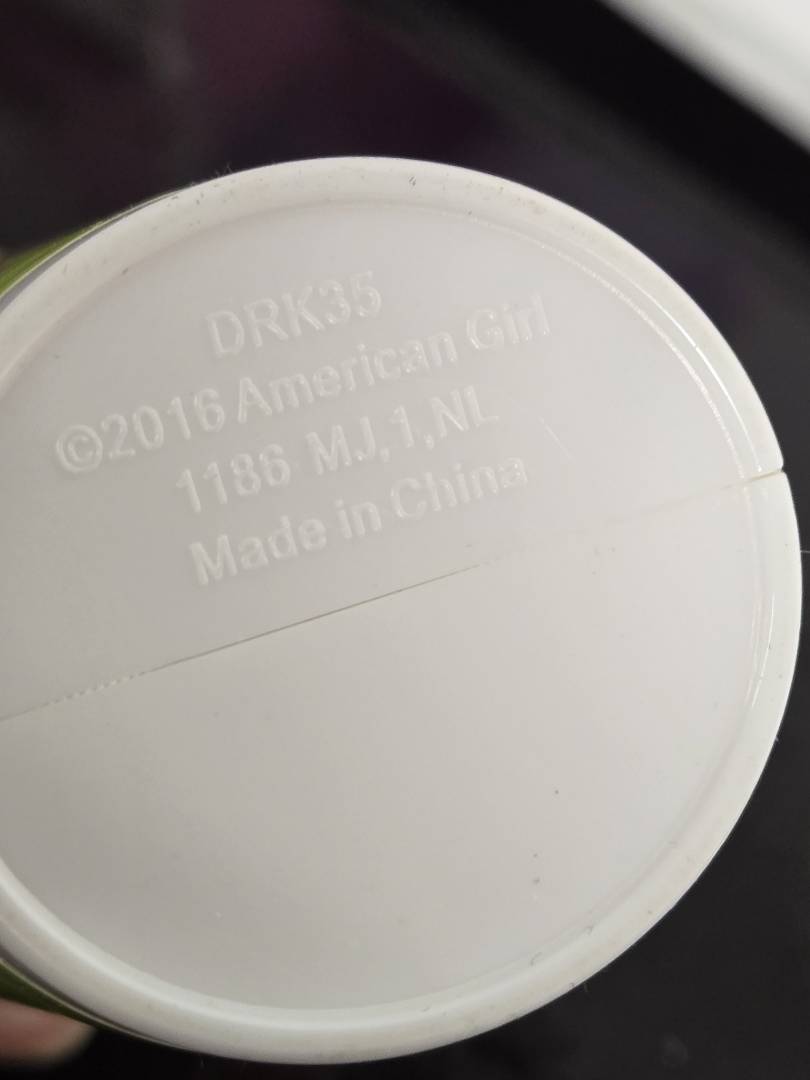 DRK35
©2016 American Girl
1186 MJ,1,NL
Made in China